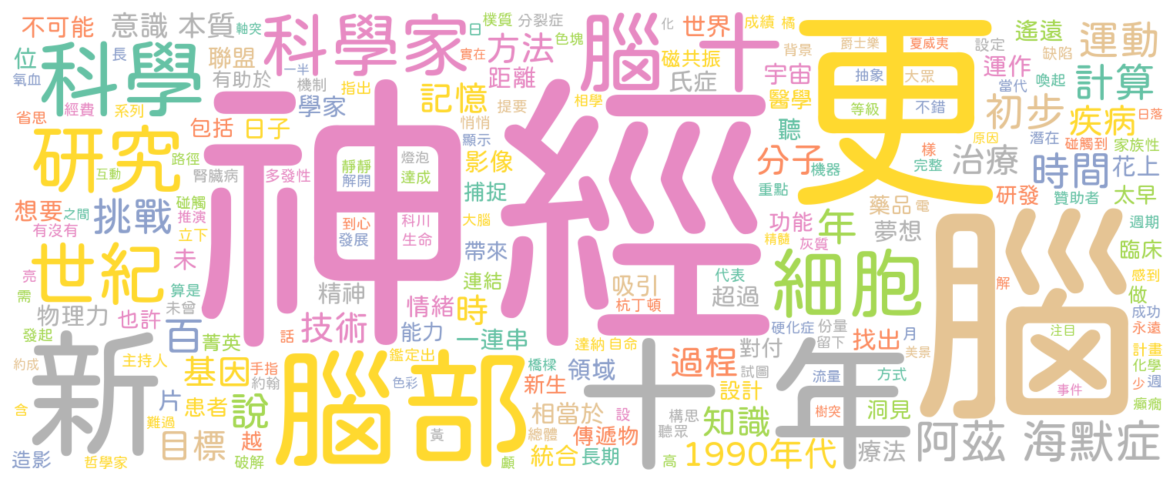 不可能
意識 本質
科學家
樸質
分裂症
日
化
成績
橘
爵士樂
夏威夷
設定
遙遠
運動
軸突
位
科學
聯盟
方法
實在
色塊
腦十
世界
背景
更
缺陷
氧血
長
有助於
距離
磁共振
宇宙
抽象
大眾
運作
當代
喚起
計算
一半
機制
指出
記憶
氏症
醫學
等級
不錯
初步
經費
系列
學家
提要
相學
省思
包括
日子
悄悄
顯示
聽
原因
潛在
疾病
日落
研究
神經
碰觸到
家族性
路徑
互動
靜靜
解開
燈泡
達成
影像
分子
機器
樣
完整
治療
時間
花上
腎臟病
多發性
捕捉
重點
研發
贊助者
太早
想要
之間
碰觸
推演
挑戰
有沒有
立下
到心
發展
科川
生命
大腦
功能
年
藥品
電
週期
世紀
未
帶來
精髓
灰質
夢想
腦
臨床
亮
需
算是
未曾
精神
連結
吸引
代表
超過
細胞
解
感到
做
物理力
也許
百
情緒
時
杭丁頓
成功
發起
菁英
話
技術
能力
一連串
硬化症
份量
留下
找出
月
注目
永遠
新
約成
主持人
基因
手指
約翰
腦部
鑑定出
色彩
橋樑
達納
自命
領域
新生
十年
過程
對付
試圖
美景
計畫
化學
流量
方式
事件
少
週
癲癇
含
片
患者
說
設計
相當於
設
構思
知識
樹突
洞見
難過
目標
越
黃
總體
傳遞物
聽眾
阿茲
海默症
造影
哲學家
破解
顱
統合
長期
高
1990年代
療法